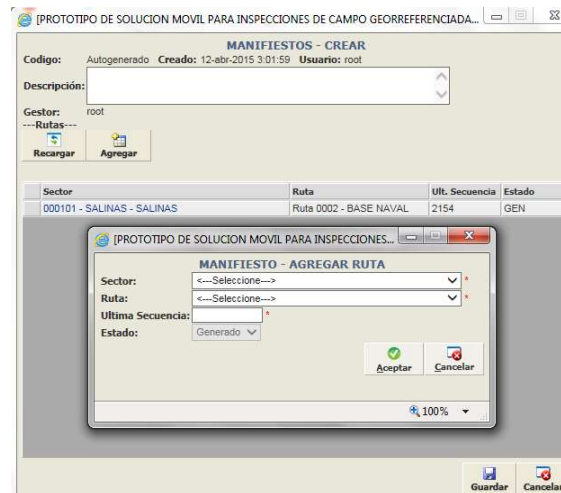 [PROTOTIPO DE SOLUCION MOVIL PARA INSPECCIONES DE CAMPO GEORREFERENCIADA...
MANIFIESTOS - CREAR
Codigo: Autogenerado Creado: 12-abr-2015 3:01:59 Usuario: root
Descripción:
Gestor: root
---Rutas---
Recargar Agregar
Sector Ruta Ult. Secuencia Estado
000101 - SALINAS - SALINAS Ruta 0002 - BASE NAVAL 2154 GEN
[PROTOTIPO DE SOLUCION MOVIL PARA INSPECCIONES...
MANIFIESTO - AGREGAR RUTA
Sector: <---Seleccione---> *
Ruta: <---Seleccione---> *
Ultima Secuencia: *
Estado: Generado
Aceptar Cancelar
100%
Guardar Cancelar